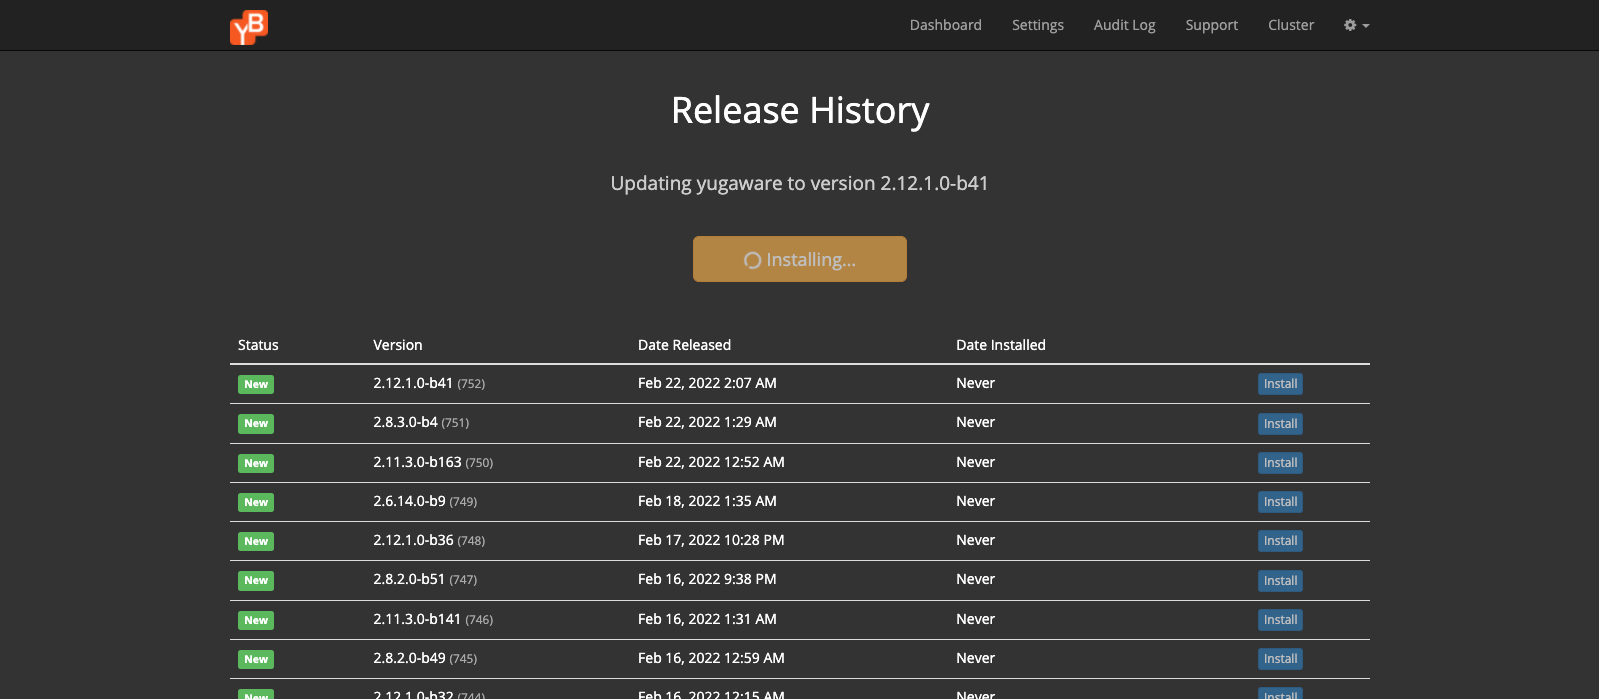 YB
Dashboard Settings Audit Log Support Cluster
Release History
Updating yugaware to version 2.12.1.0-b41
Installing...
Status Version Date Released Date Installed
New 2.12.1.0-b41 (752) Feb 22, 2022 2:07 AM Never Install
New 2.8.3.0-b4 (751) Feb 22, 2022 1:29 AM Never Install
New 2.11.3.0-b163 (750) Feb 22, 2022 12:52 AM Never Install
New 2.6.14.0-b9 (749) Feb 18, 2022 1:35 AM Never Install
New 2.12.1.0-b36 (748) Feb 17, 2022 10:28 PM Never Install
New 2.8.2.0-b51 (747) Feb 16, 2022 9:38 PM Never Install
New 2.11.3.0-b141 (746) Feb 16, 2022 1:31 AM Never Install
New 2.8.2.0-b49 (745) Feb 16, 2022 12:59 AM Never Install
New 2.12.1.0-b32 (744) Feb 16, 2022 12:15 AM Never Install